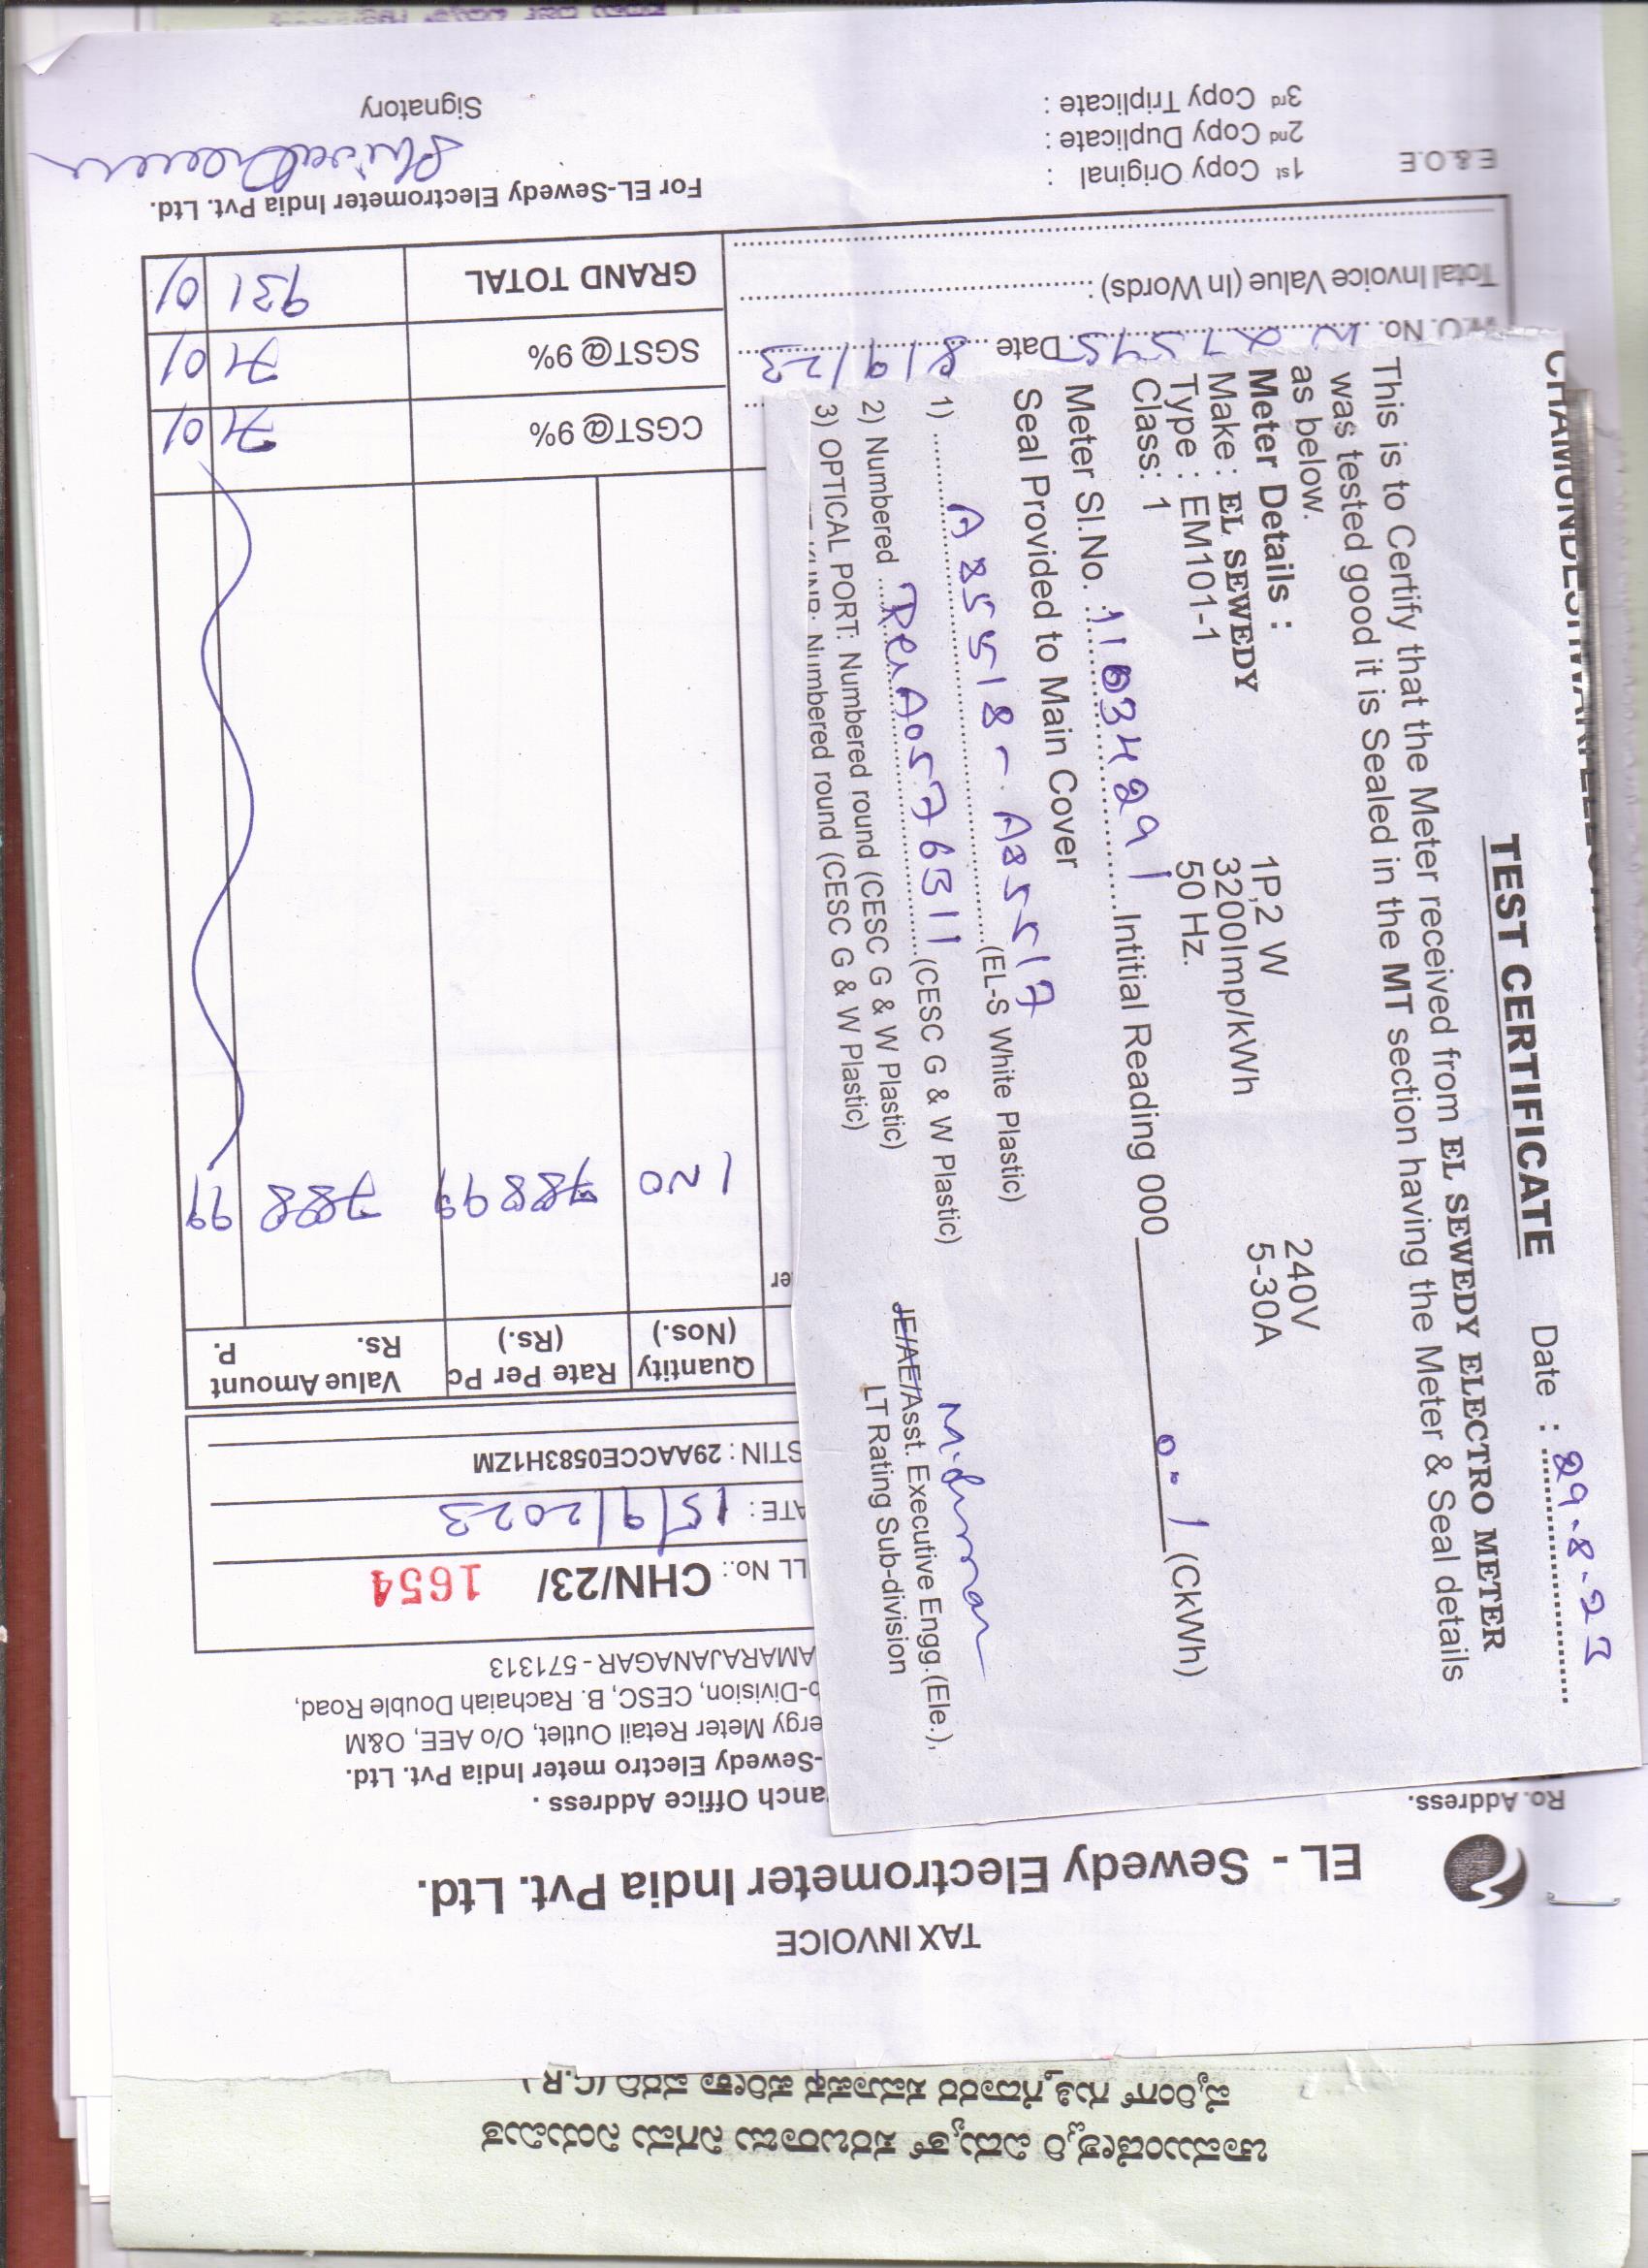 ಚಾಮುಂಡೇಶ್ವರಿ ವಿದ್ಯುತ್ ಸರಬರಾಜು ನಿಗಮ ನಿಯಮಿತ
TAX INVOICE
EL - Sewedy Electrometer India Pvt. Ltd.
Ro. Address.
anch Office Address .
-Sewedy Electro meter India Pvt. Ltd.
ergy Meter Retail Outlet, O/o AEE, O&M
b-Division, CESC, B. Rachaiah Double Road,
AMARAJANAGAR - 571313
LL No.: CHN/23/ 1654
ATE : 15/9/2023
STIN : 29AACCE0583H1ZM
Quantity (Nos.) Rate Per Pc (Rs.) Value Amount Rs. P.
er
1 NO 788 99 788 99
CGST@ 9% 71 01
SGST@ 9% 71 01
GRAND TOTAL 931 01
No. Date 8/9/23
Total Invoice Value (In Words) :
E.&.O.E
1st Copy Original :
2nd Copy Duplicate :
3rd Copy Triplicate :
For EL-Sewedy Electrometer India Pvt. Ltd.
Signatory
TEST CERTIFICATE
Date : 29.8.23
This is to Certify that the Meter received from EL SEWEDY ELECTRO METER
was tested good it is Sealed in the MT section having the Meter & Seal details
as below.
Meter Details :
Make : EL SEWEDY 1P,2 W 240V
Type : EM101-1 3200Imp/kWh 5-30A
Class: 1 50 Hz.
Meter Sl.No. : 11034291 Intitial Reading 000 0.1 (CkWh)
Seal Provided to Main Cover
1) A855518 - A855517 (EL-S White Plastic)
2) Numbered A0576311 (CESC G & W Plastic)
3) OPTICAL PORT: Numbered round (CESC G & W Plastic)
Numbered round (CESC G & W Plastic)
JE/AE/Asst. Executive Engg.(Ele.),
LT Rating Sub-division